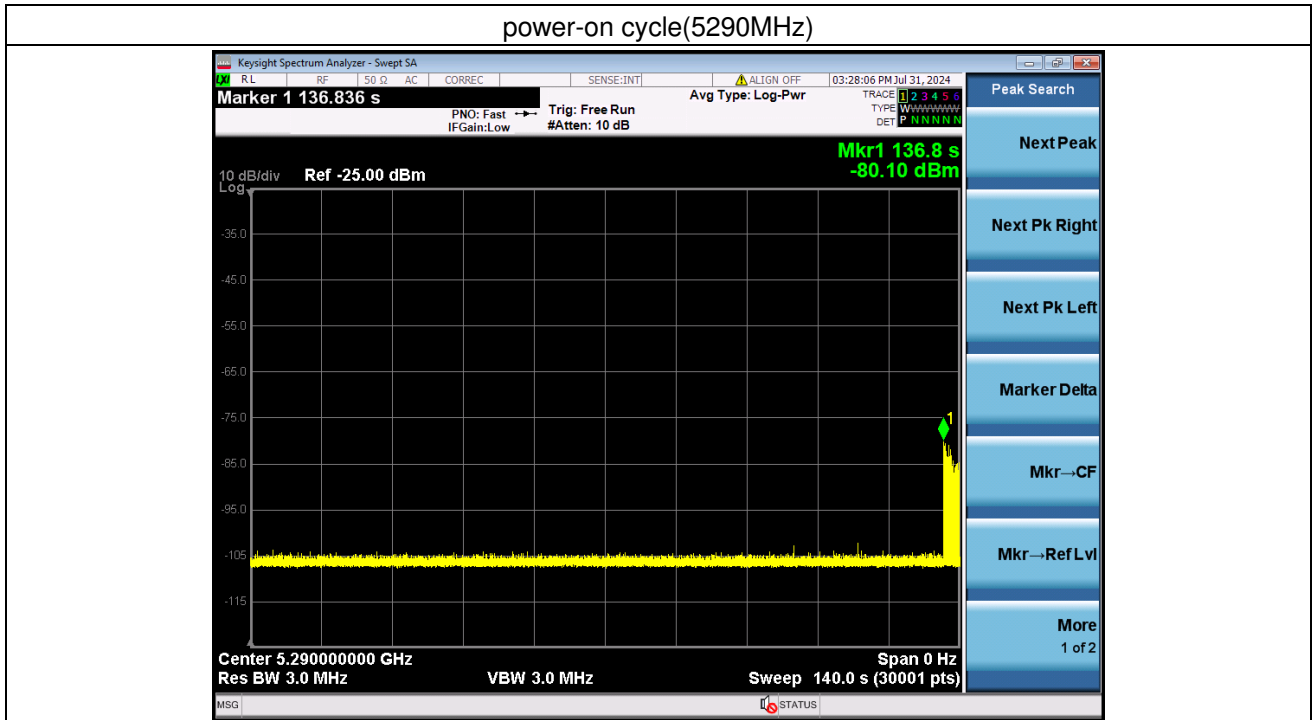 power-on cycle(5290MHz)
Keysight Spectrum Analyzer - Swept SA
LXI RL RF 50 Ω AC CORREC SENSE:INT ALIGN OFF 03:28:06 PM Jul 31, 2024
Marker 1 136.836 s
PNO: Fast
IFGain:Low
Trig: Free Run
#Atten: 10 dB
Avg Type: Log-Pwr
TRACE 1 2 3 4 5 6
TYPE WWWWWW
DET P N N N N N
Mkr1 136.8 s
-80.10 dBm
10 dB/div Ref -25.00 dBm
Log
-35.0
-45.0
-55.0
-65.0
-75.0
-85.0
-95.0
-105
-115
1
Center 5.290000000 GHz
Span 0 Hz
Res BW 3.0 MHz
VBW 3.0 MHz
Sweep 140.0 s (30001 pts)
MSG
STATUS
Peak Search
Next Peak
Next Pk Right
Next Pk Left
Marker Delta
Mkr→CF
Mkr→Ref Lvl
More
1 of 2